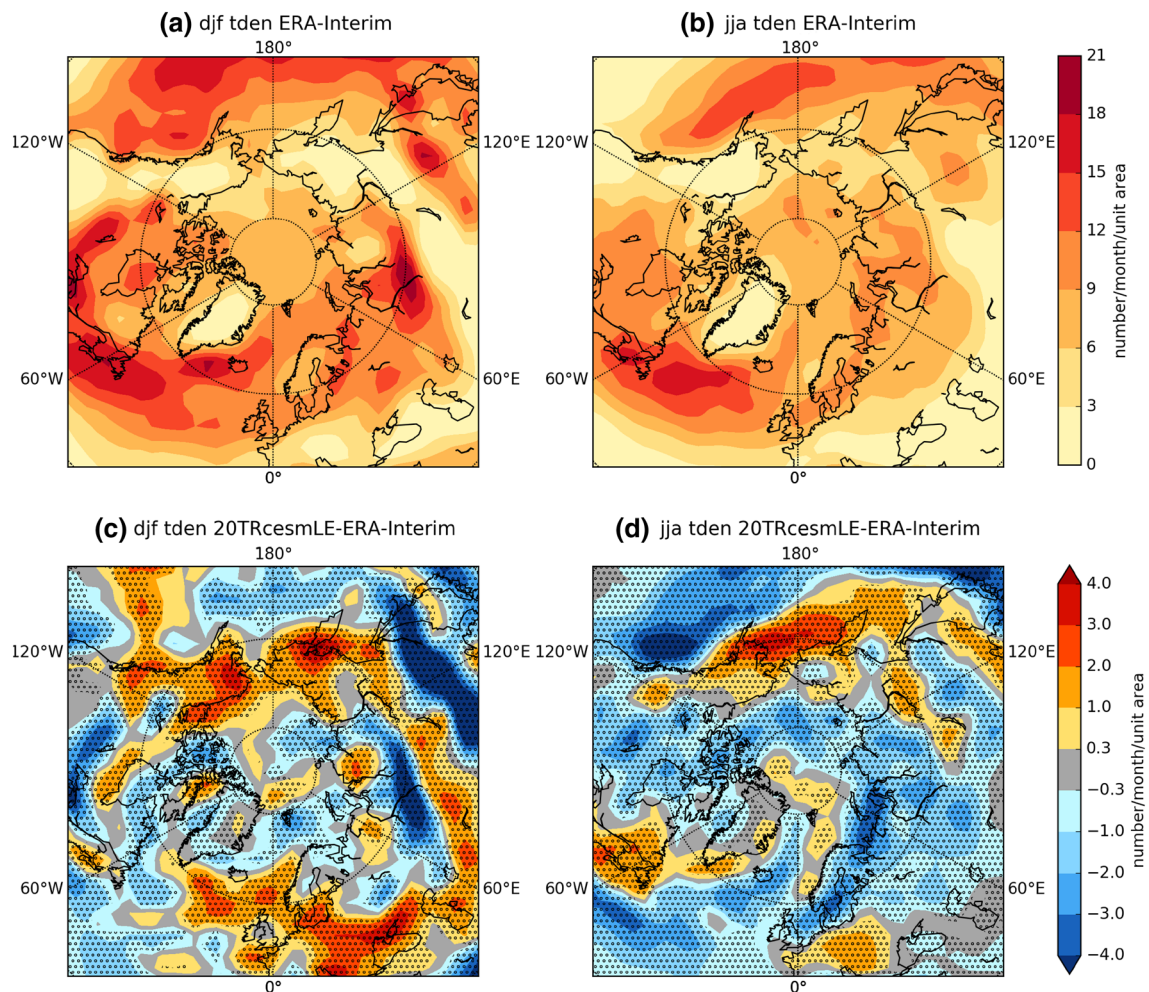 (a) djf tden ERA-Interim
(b) jja tden ERA-Interim
180°
180°
120°W
120°E
120°W
120°E
60°W
60°E
60°W
60°E
0°
0°
21
18
15
12
9
6
3
0
number/month/unit area
(c) djf tden 20TRcesmLE-ERA-Interim
(d) jja tden 20TRcesmLE-ERA-Interim
180°
180°
120°W
120°E
120°W
120°E
60°W
60°E
60°W
60°E
0°
0°
4.0
3.0
2.0
1.0
0.3
−0.3
−1.0
−2.0
−3.0
−4.0
number/month/unit area